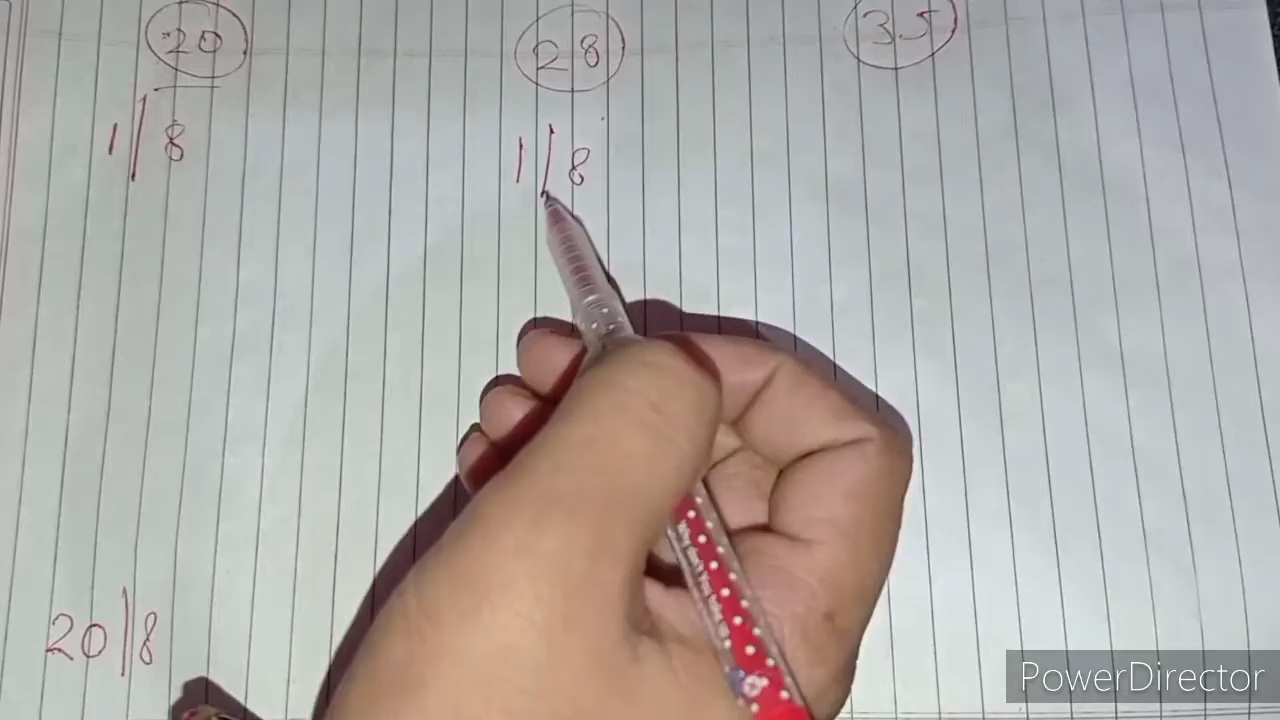 20 28 35
1 | 8 1 | 8
20 | 8
PowerDirector